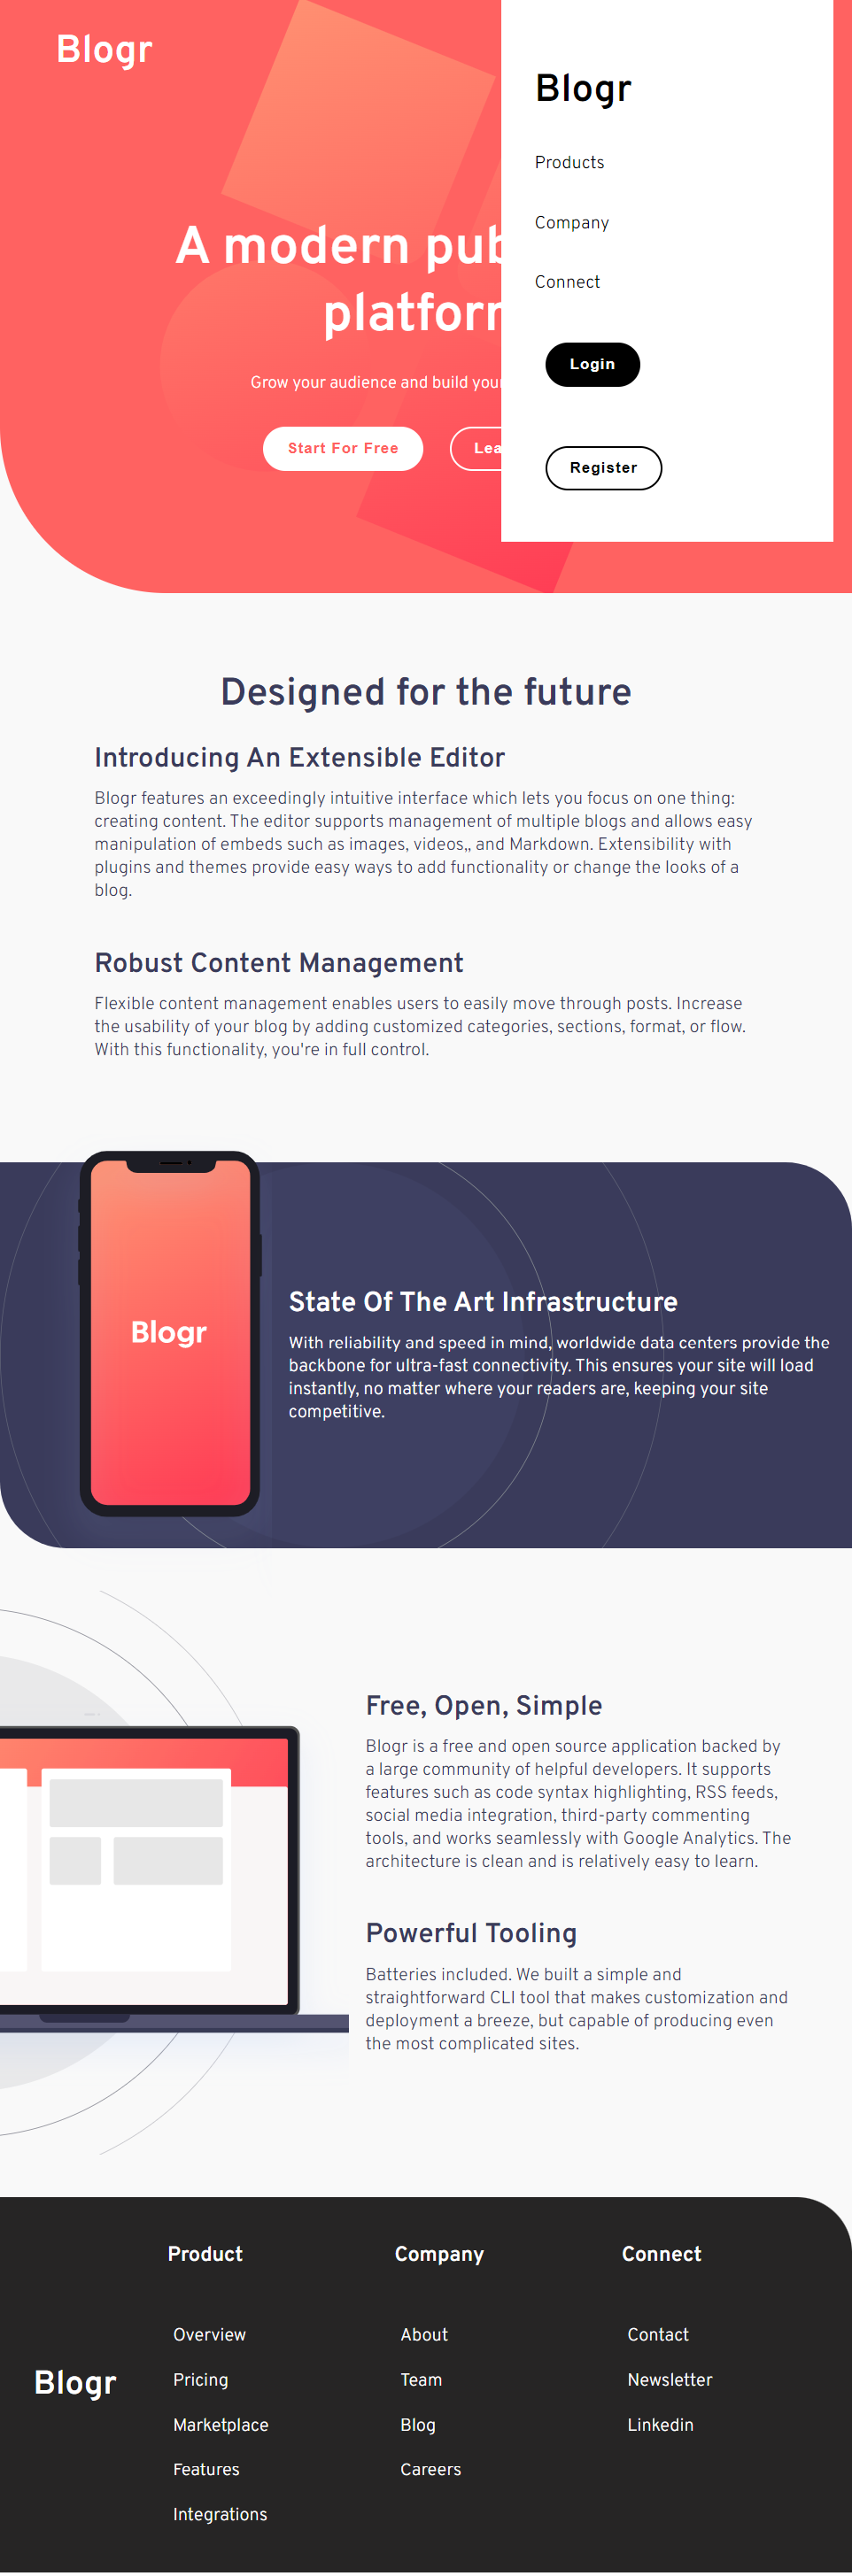 Blogr
A modern pub
platforr
Grow your audience and build your
Start For Free
Lea
Blogr
Products
Company
Connect
Login
Register
Designed for the future
Introducing An Extensible Editor
Blogr features an exceedingly intuitive interface which lets you focus on one thing:
creating content. The editor supports management of multiple blogs and allows easy
manipulation of embeds such as images, videos,, and Markdown. Extensibility with
plugins and themes provide easy ways to add functionality or change the looks of a
blog.
Robust Content Management
Flexible content management enables users to easily move through posts. Increase
the usability of your blog by adding customized categories, sections, format, or flow.
With this functionality, you're in full control.
Blogr
State Of The Art Infrastructure
With reliability and speed in mind, worldwide data centers provide the
backbone for ultra-fast connectivity. This ensures your site will load
instantly, no matter where your readers are, keeping your site
competitive.
Free, Open, Simple
Blogr is a free and open source application backed by
a large community of helpful developers. It supports
features such as code syntax highlighting, RSS feeds,
social media integration, third-party commenting
tools, and works seamlessly with Google Analytics. The
architecture is clean and is relatively easy to learn.
Powerful Tooling
Batteries included. We built a simple and
straightforward CLI tool that makes customization and
deployment a breeze, but capable of producing even
the most complicated sites.
Blogr
Product
Overview
Pricing
Marketplace
Features
Integrations
Company
About
Team
Blog
Careers
Connect
Contact
Newsletter
Linkedin